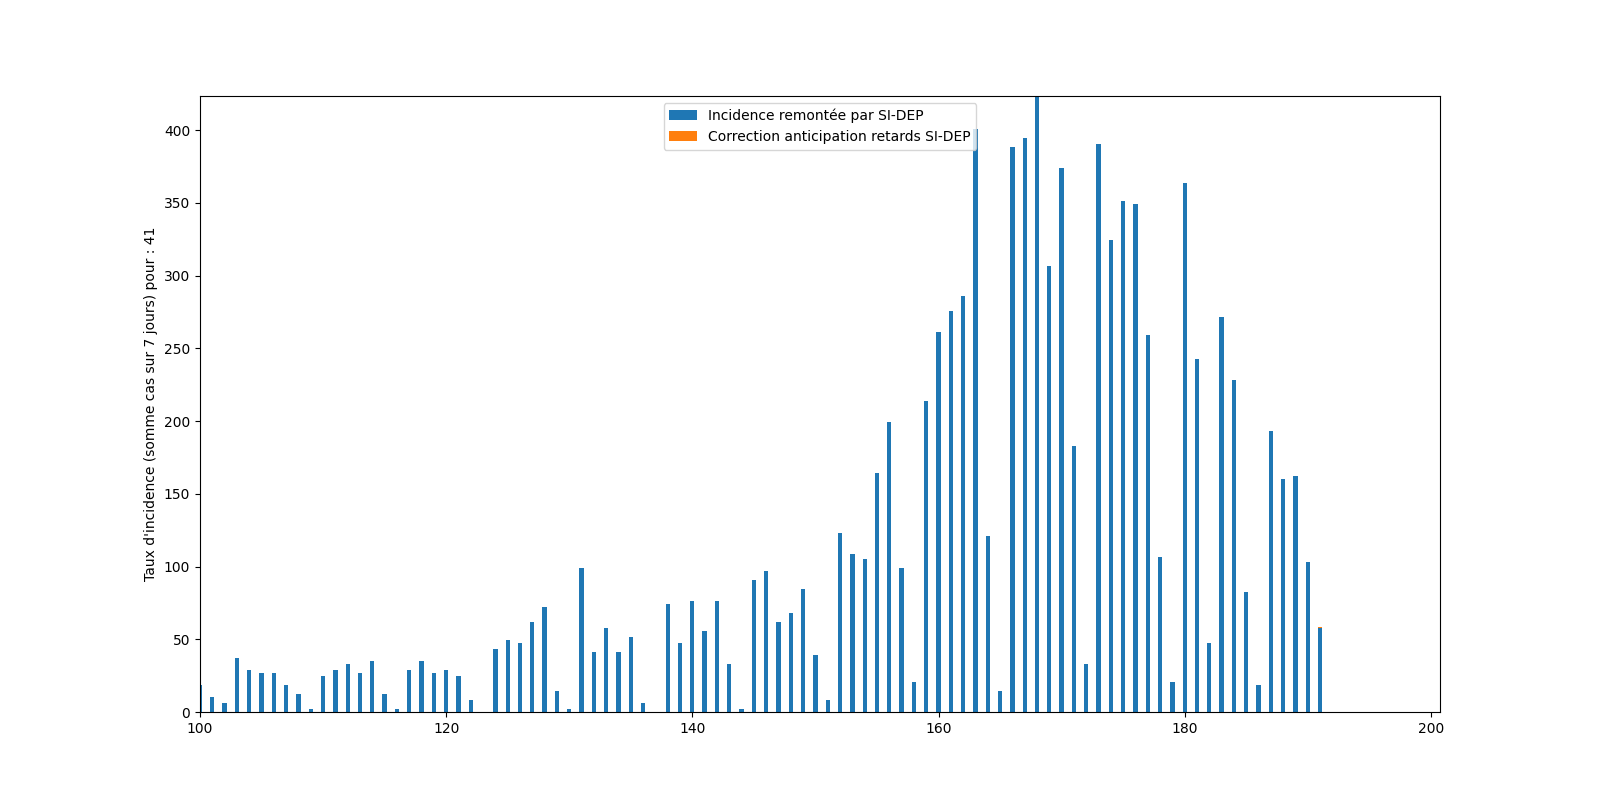 Incidence remontée par SI-DEP
Correction anticipation retards SI-DEP
Taux d'incidence (somme cas sur 7 jours) pour : 41
400
350
300
250
200
150
100
50
0
100 120 140 160 180 200